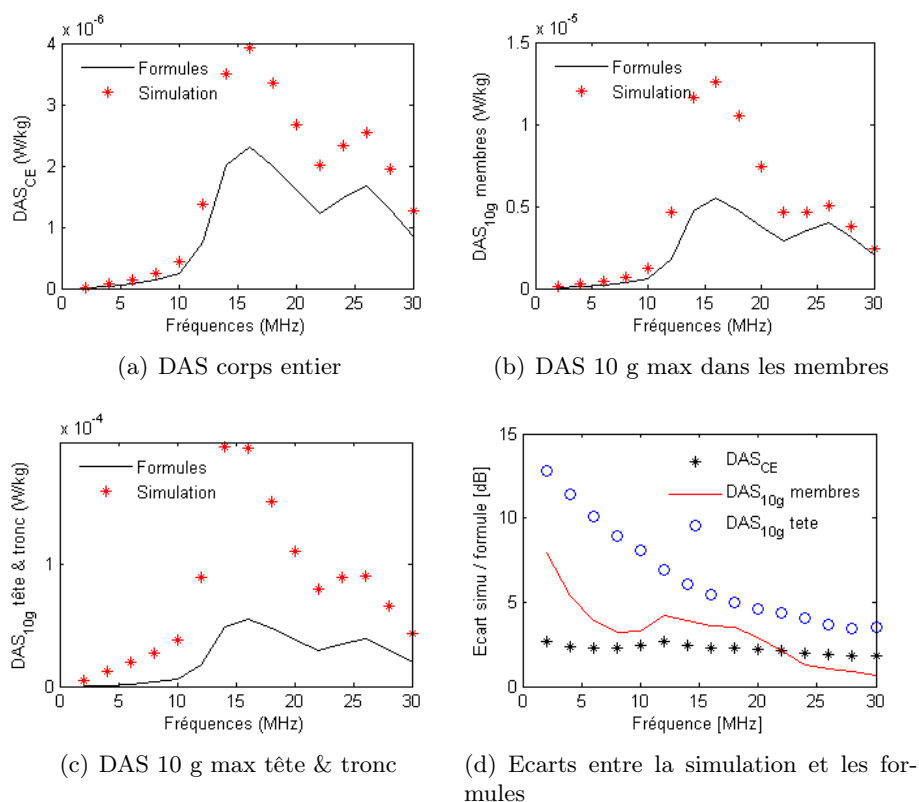 x 10^-6
4
3
2
1
0
DAS_CE (W/kg)
Formules
Simulation
0 5 10 15 20 25 30
Fréquences (MHz)
(a) DAS corps entier
x 10^-5
1.5
1
0.5
0
DAS_10g membres (W/kg)
Formules
Simulation
0 5 10 15 20 25 30
Fréquences (MHz)
(b) DAS 10 g max dans les membres
x 10^-4
1
0
DAS_10g tête & tronc (W/kg)
Formules
Simulation
0 5 10 15 20 25 30
Fréquences (MHz)
(c) DAS 10 g max tête & tronc
15
10
5
0
Ecart simu / formule [dB]
DAS_CE
DAS_10g membres
DAS_10g tete
0 5 10 15 20 25 30
Fréquence [MHz]
(d) Ecarts entre la simulation et les for-
mules